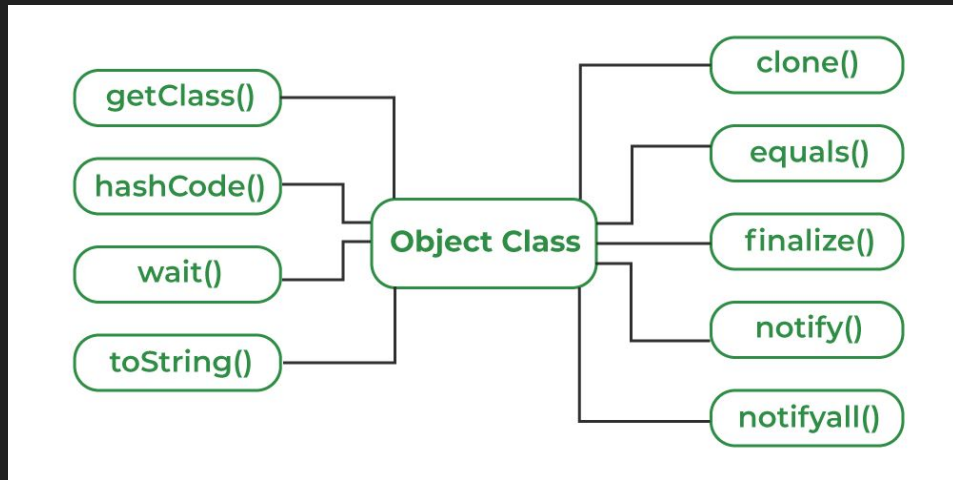 getClass()
hashCode()
wait()
toString()
Object Class
clone()
equals()
finalize()
notify()
notifyall()